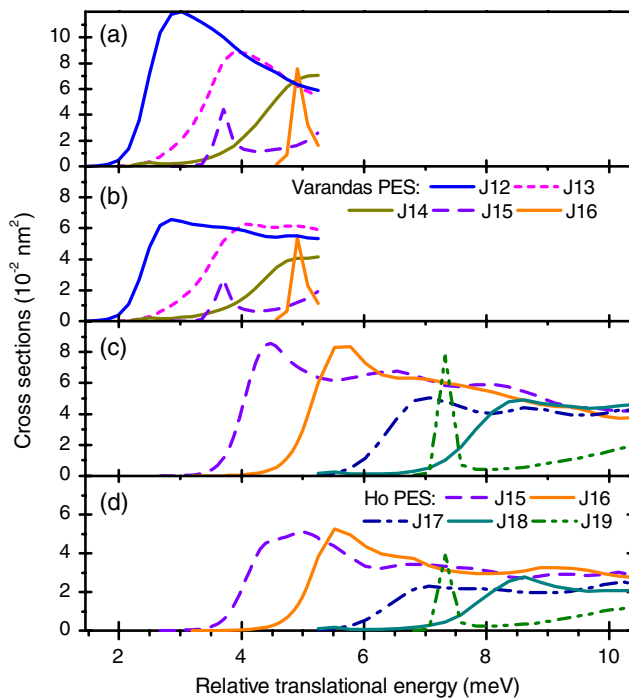 10
(a)
8
6
4
2
0
(b)
Varandas PES: J12 J13
J14 J15 J16
6
4
2
0
Cross sections (10⁻² nm²)
(c)
8
6
4
2
0
(d)
Ho PES: J15 J16
J17 J18 J19
6
4
2
0
2 4 6 8 10
Relative translational energy (meV)